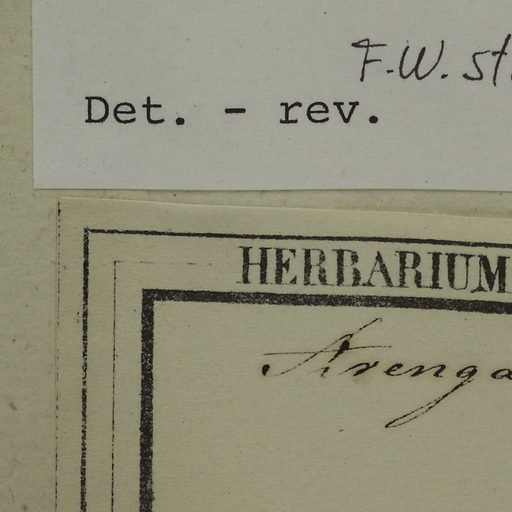 F.W. st
Det. - rev.
HERBARIUM
Arenga